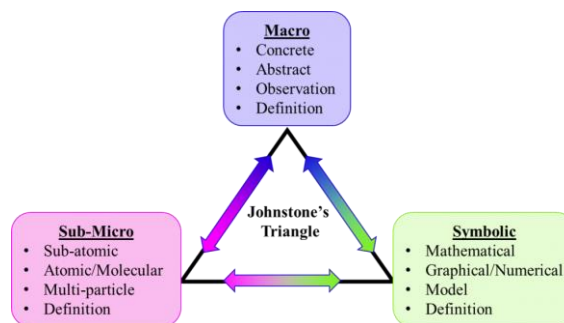 Macro
• Concrete
• Abstract
• Observation
• Definition
Johnstone's
Triangle
Sub-Micro
• Sub-atomic
• Atomic/Molecular
• Multi-particle
• Definition
Symbolic
• Mathematical
• Graphical/Numerical
• Model
• Definition